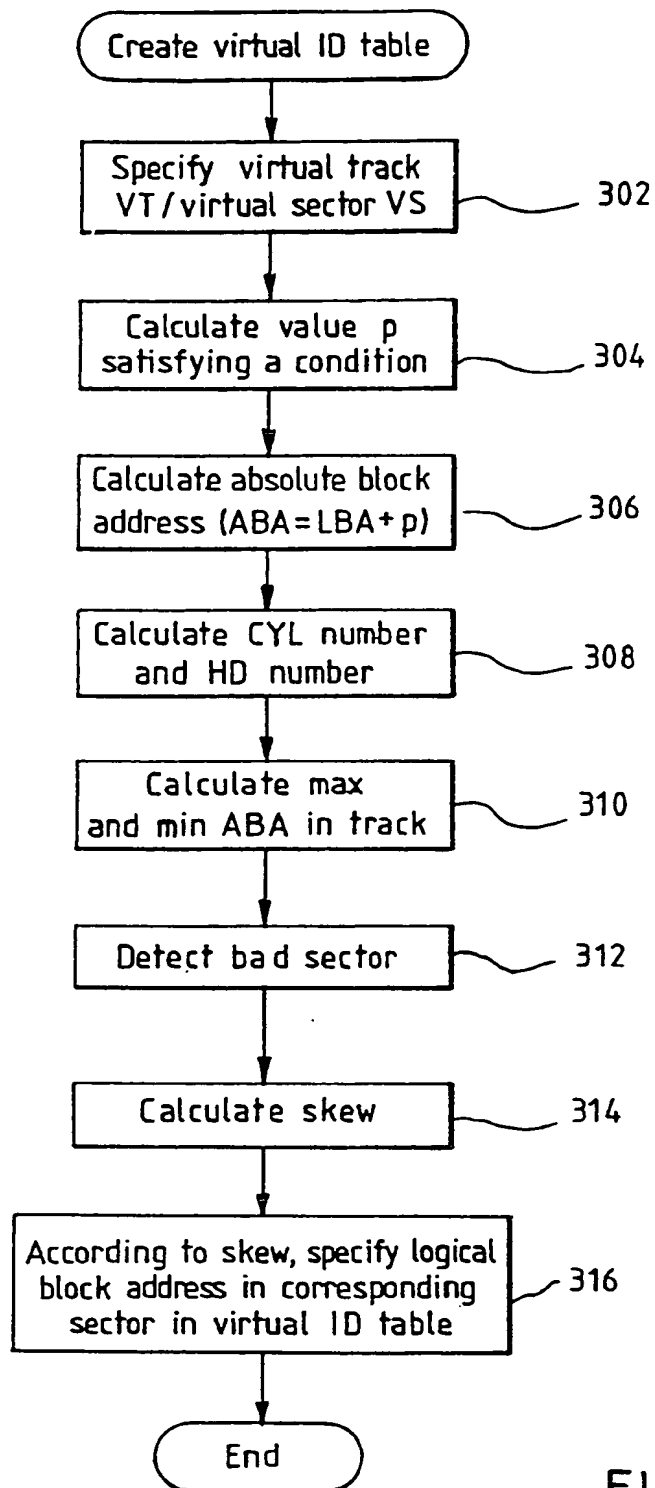 Create virtual ID table
Specify virtual track
VT/virtual sector VS
302
Calculate value p
satisfying a condition
304
Calculate absolute block
address (ABA=LBA+p)
306
Calculate CYL number
and HD number
308
Calculate max
and min ABA in track
310
Detect bad sector
312
Calculate skew
314
According to skew, specify logical
block address in corresponding
sector in virtual ID table
316
End